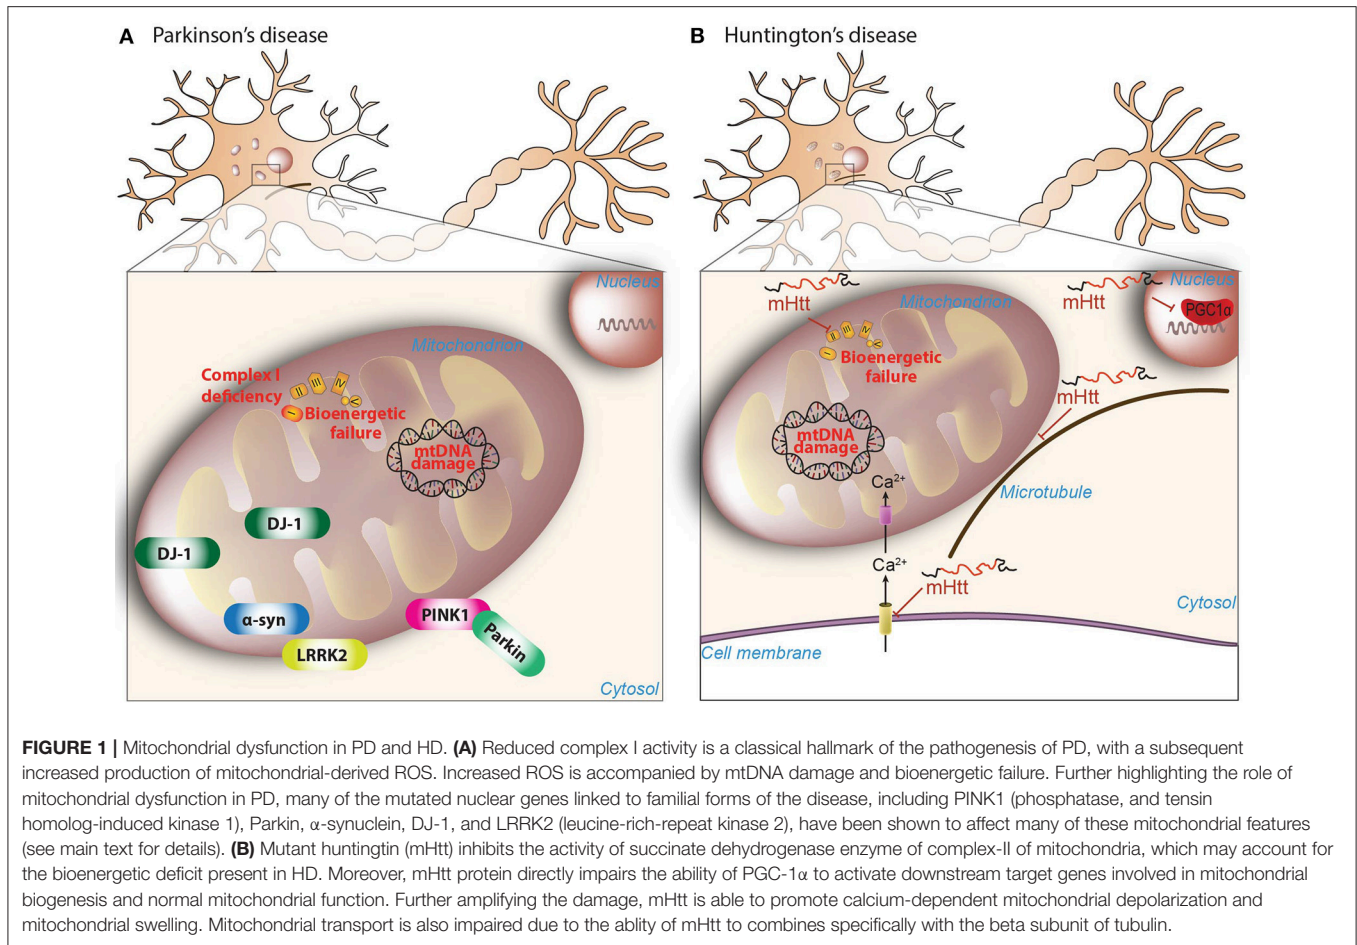 A Parkinson's disease
Nucleus
Mitochondrion
Complex I
deficiency
II
III
IV
V
I
Bioenergetic
failure
mtDNA
damage
DJ-1
DJ-1
α-syn
LRRK2
PINK1
Parkin
Cytosol
B Huntington's disease
mHtt
Mitochondrion
mHtt
Nucleus
PGC1α
II
III
IV
V
I
Bioenergetic
failure
mHtt
mtDNA
damage
Ca2+
Microtubule
Ca2+
mHtt
Cytosol
Cell membrane
FIGURE 1 | Mitochondrial dysfunction in PD and HD. (A) Reduced complex I activity is a classical hallmark of the pathogenesis of PD, with a subsequent
increased production of mitochondrial-derived ROS. Increased ROS is accompanied by mtDNA damage and bioenergetic failure. Further highlighting the role of
mitochondrial dysfunction in PD, many of the mutated nuclear genes linked to familial forms of the disease, including PINK1 (phosphatase, and tensin
homolog-induced kinase 1), Parkin, α-synuclein, DJ-1, and LRRK2 (leucine-rich-repeat kinase 2), have been shown to affect many of these mitochondrial features
(see main text for details). (B) Mutant huntingtin (mHtt) inhibits the activity of succinate dehydrogenase enzyme of complex-II of mitochondria, which may account for
the bioenergetic deficit present in HD. Moreover, mHtt protein directly impairs the ability of PGC-1α to activate downstream target genes involved in mitochondrial
biogenesis and normal mitochondrial function. Further amplifying the damage, mHtt is able to promote calcium-dependent mitochondrial depolarization and
mitochondrial swelling. Mitochondrial transport is also impaired due to the ablity of mHtt to combines specifically with the beta subunit of tubulin.